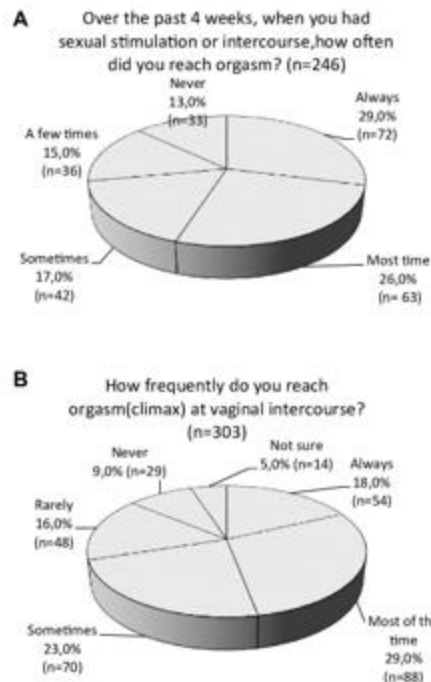 A
Over the past 4 weeks, when you had
sexual stimulation or intercourse,how often
did you reach orgasm? (n=246)
Never
13,0%
(n=33)
Always
29,0%
(n=72)
A few times
15,0%
(n=36)
Sometimes
17,0%
(n=42)
Most time
26,0%
(n= 63)
B
How frequently do you reach
orgasm(climax) at vaginal intercourse?
(n=303)
Never
9,0% (n=29)
Not sure
5,0% (n=14)
Always
18,0%
(n=54)
Rarely
16,0%
(n=48)
Sometimes
23,0%
(n=70)
Most of the
time
29,0%
(n=88)